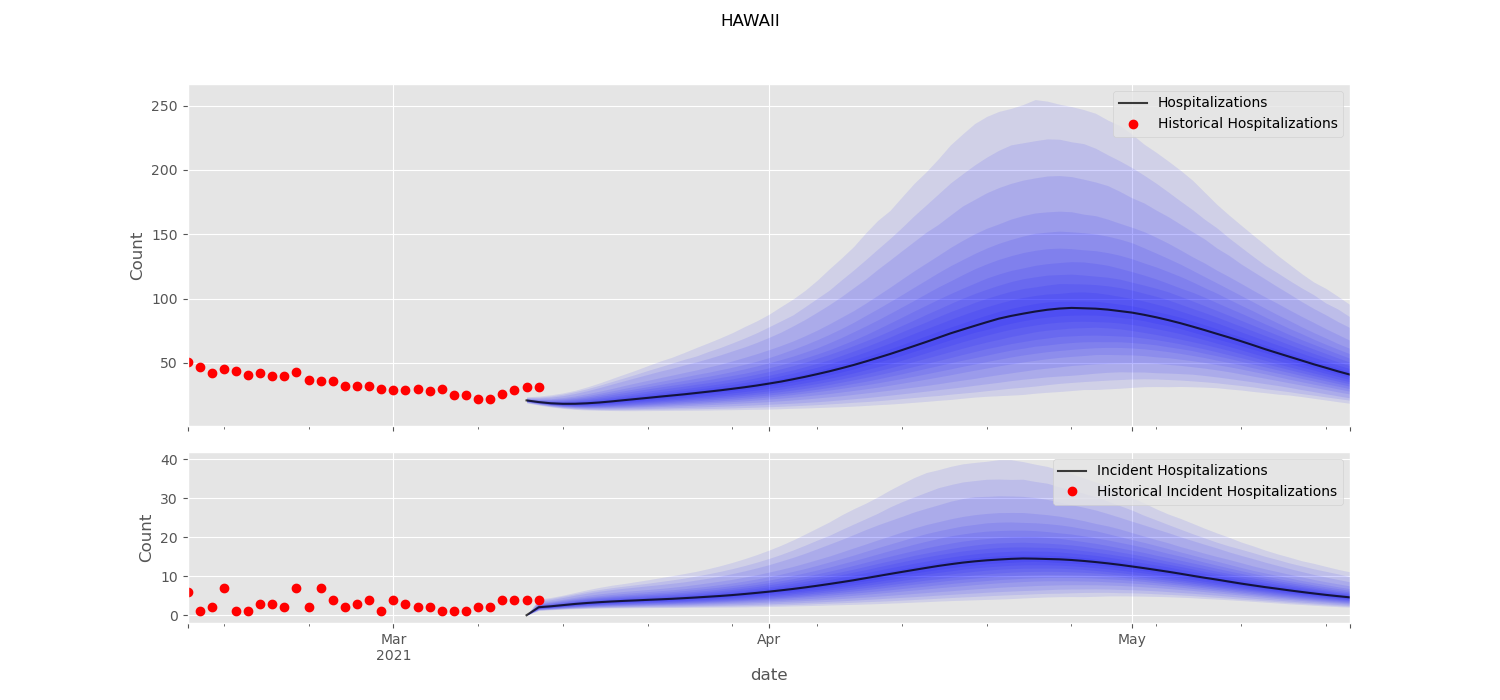 HAWAII
250
200
150
100
50
Count
Hospitalizations
Historical Hospitalizations
40
30
20
10
0
Count
Incident Hospitalizations
Historical Incident Hospitalizations
Mar
2021
Apr
May
date